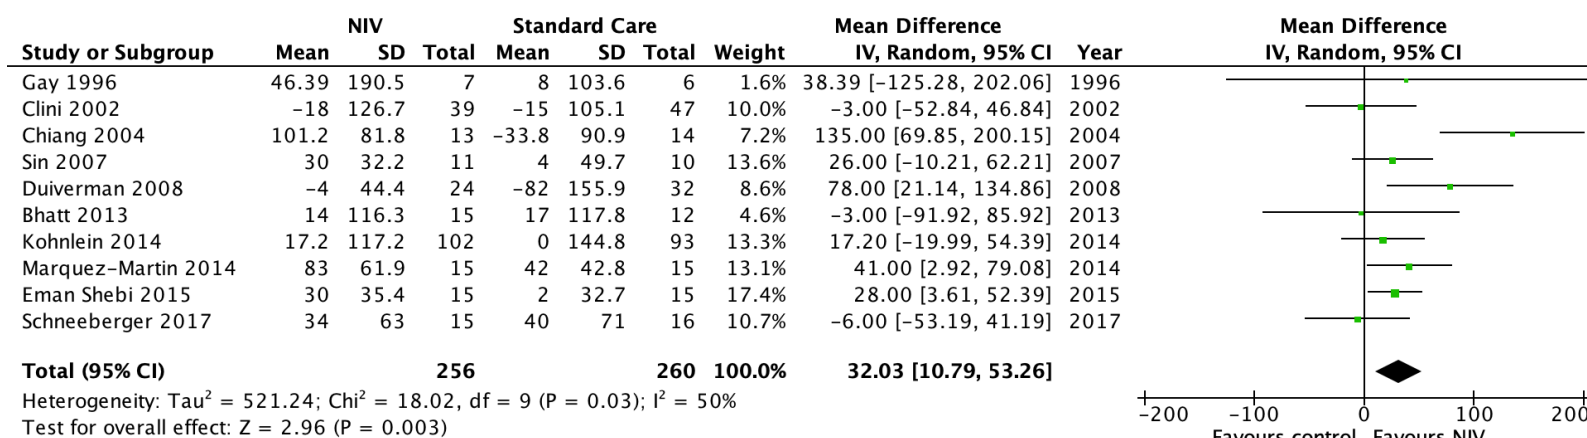 NIV Standard Care Mean Difference Mean Difference
Study or Subgroup Mean SD Total Mean SD Total Weight IV, Random, 95% CI Year IV, Random, 95% CI
Gay 1996 46.39 190.5 7 8 103.6 6 1.6% 38.39 [-125.28, 202.06] 1996
Clini 2002 -18 126.7 39 -15 105.1 47 10.0% -3.00 [-52.84, 46.84] 2002
Chiang 2004 101.2 81.8 13 -33.8 90.9 14 7.2% 135.00 [69.85, 200.15] 2004
Sin 2007 30 32.2 11 4 49.7 10 13.6% 26.00 [-10.21, 62.21] 2007
Duiverman 2008 -4 44.4 24 -82 155.9 32 8.6% 78.00 [21.14, 134.86] 2008
Bhatt 2013 14 116.3 15 17 117.8 12 4.6% -3.00 [-91.92, 85.92] 2013
Kohnlein 2014 17.2 117.2 102 0 144.8 93 13.3% 17.20 [-19.99, 54.39] 2014
Marquez-Martin 2014 83 61.9 15 42 42.8 15 13.1% 41.00 [2.92, 79.08] 2014
Eman Shebi 2015 30 35.4 15 2 32.7 15 17.4% 28.00 [3.61, 52.39] 2015
Schneeberger 2017 34 63 15 40 71 16 10.7% -6.00 [-53.19, 41.19] 2017
Total (95% CI) 256 260 100.0% 32.03 [10.79, 53.26]
Heterogeneity: Tau² = 521.24; Chi² = 18.02, df = 9 (P = 0.03); I² = 50%
Test for overall effect: Z = 2.96 (P = 0.003)
-200 -100 0 100 200
Favours control Favours NIV